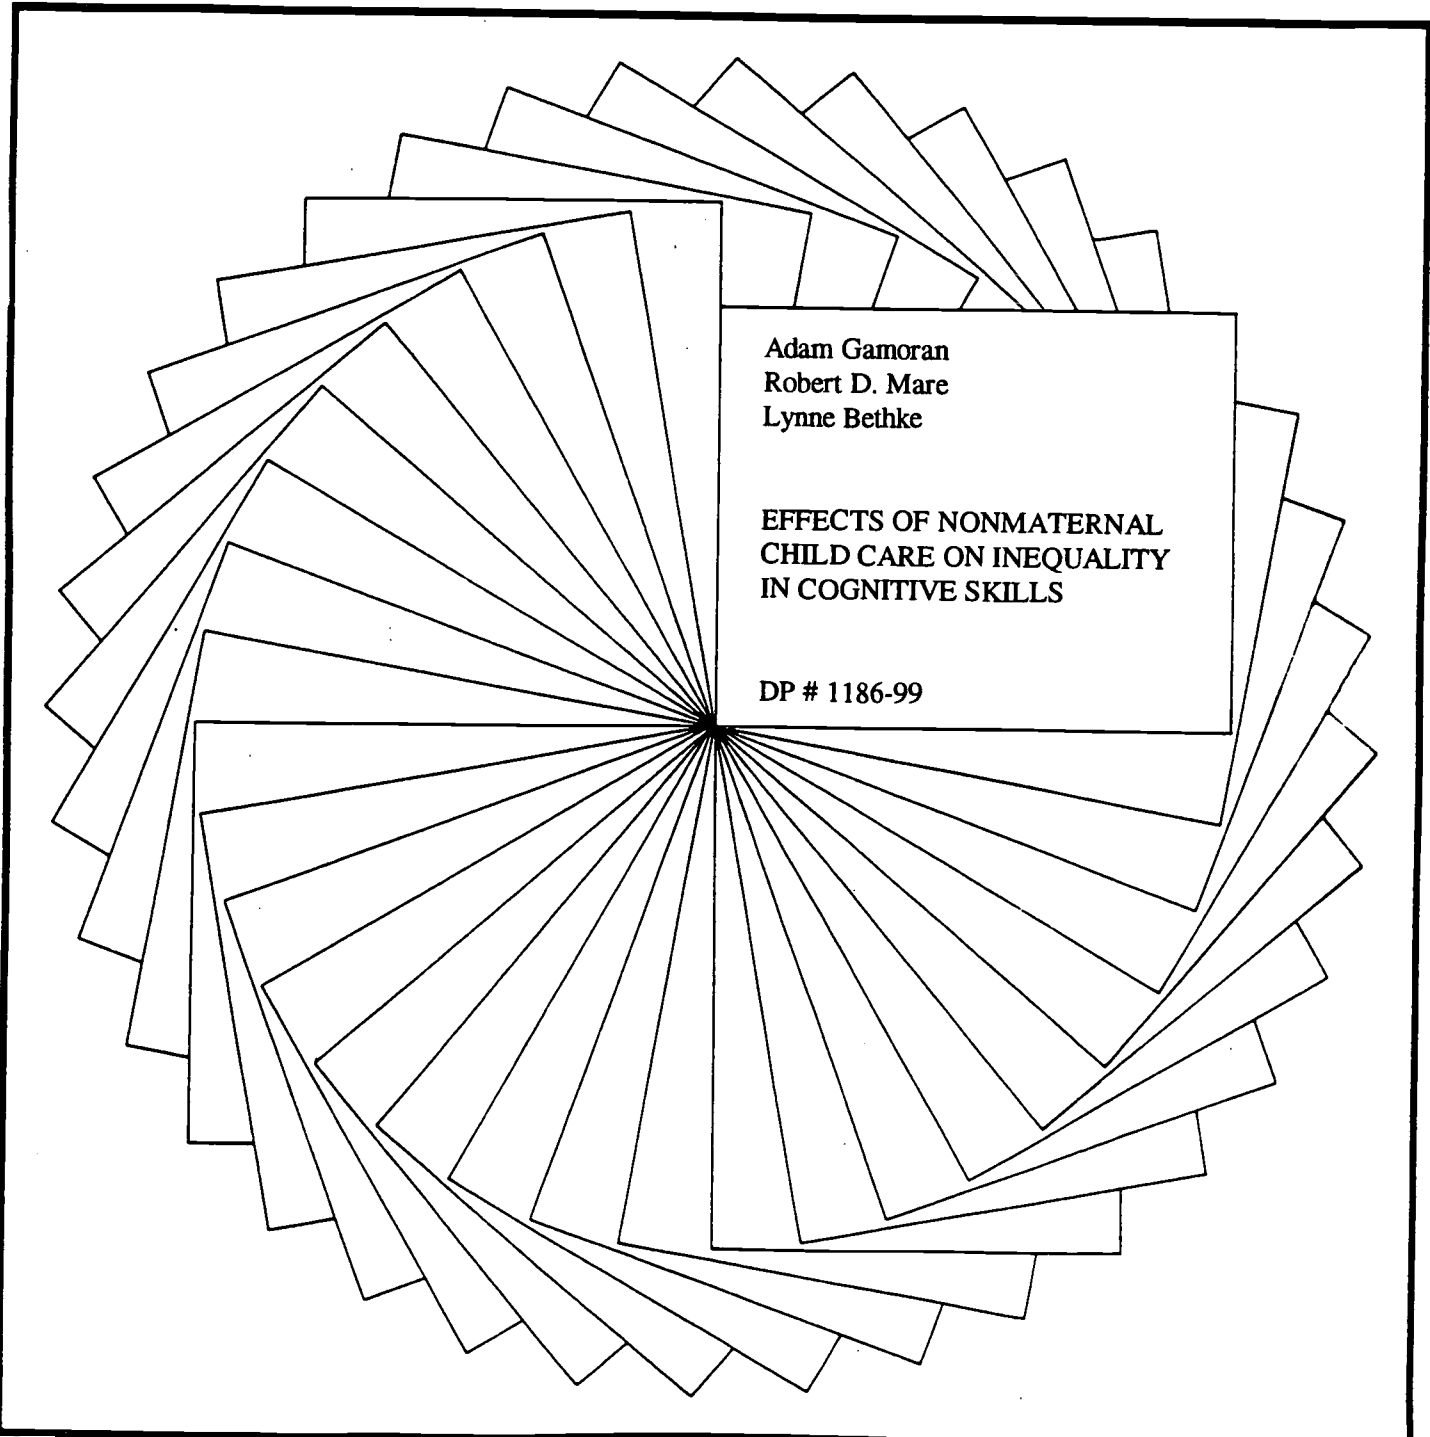 Adam Gamoran
Robert D. Mare
Lynne Bethke
EFFECTS OF NONMATERNAL
CHILD CARE ON INEQUALITY
IN COGNITIVE SKILLS
DP # 1186-99